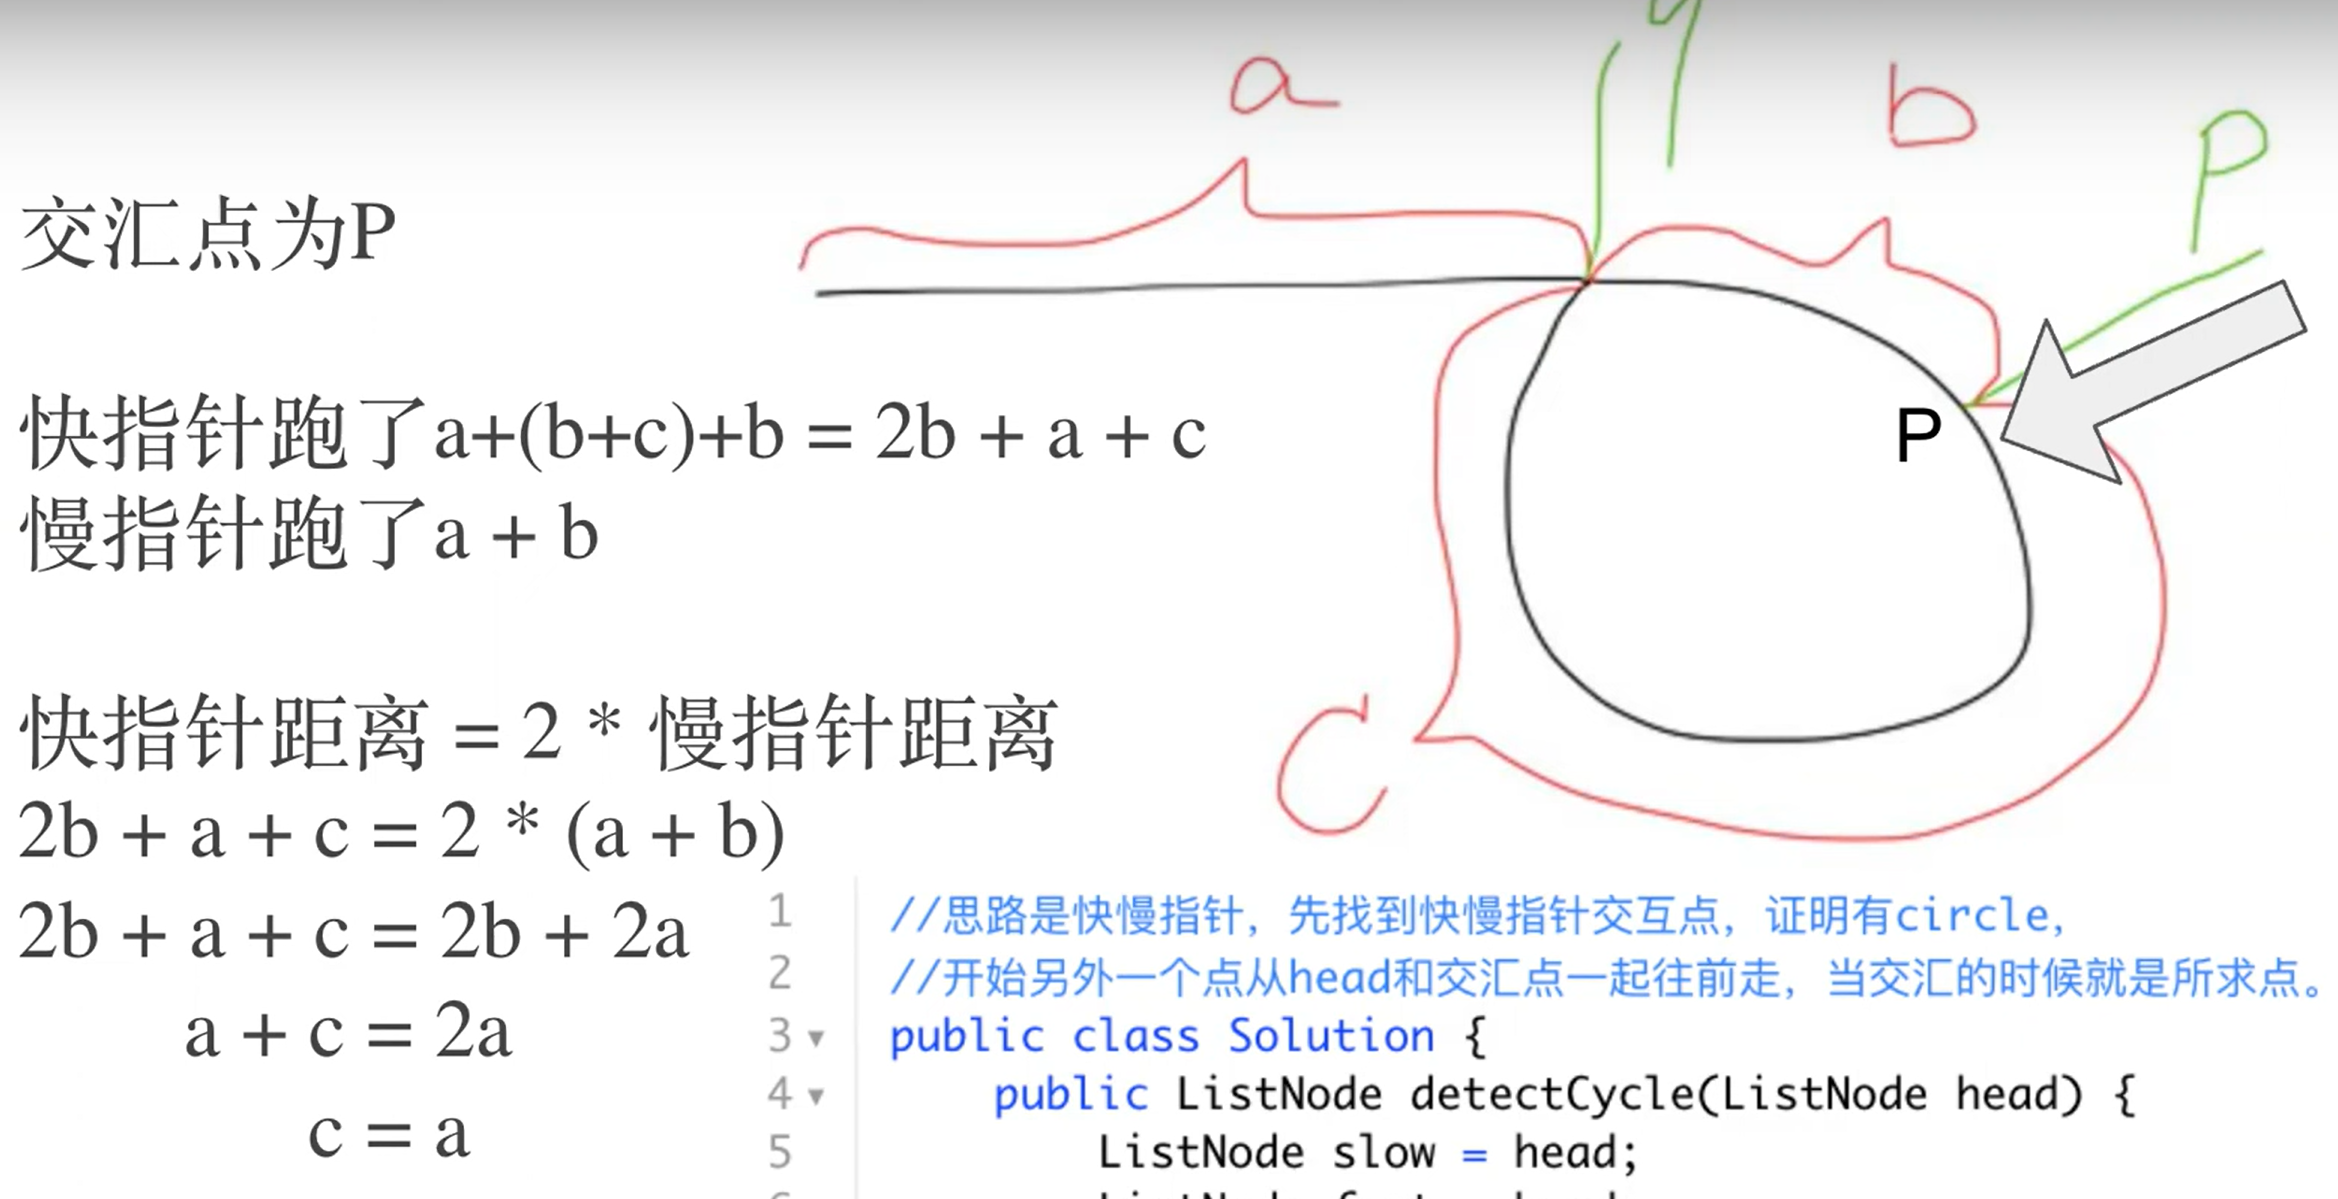 a
b
P
交汇点为P
快指针跑了a+(b+c)+b = 2b + a + c
慢指针跑了a + b
P
快指针距离 = 2 * 慢指针距离
C
2b + a + c = 2 * (a + b)
2b + a + c = 2b + 2a
a + c = 2a
c = a
1 //思路是快慢指针，先找到快慢指针交互点，证明有circle,
2 //开始另外一个点从head和交汇点一起往前走，当交汇的时候就是所求点。
3 public class Solution {
4 public ListNode detectCycle(ListNode head) {
5 ListNode slow = head;